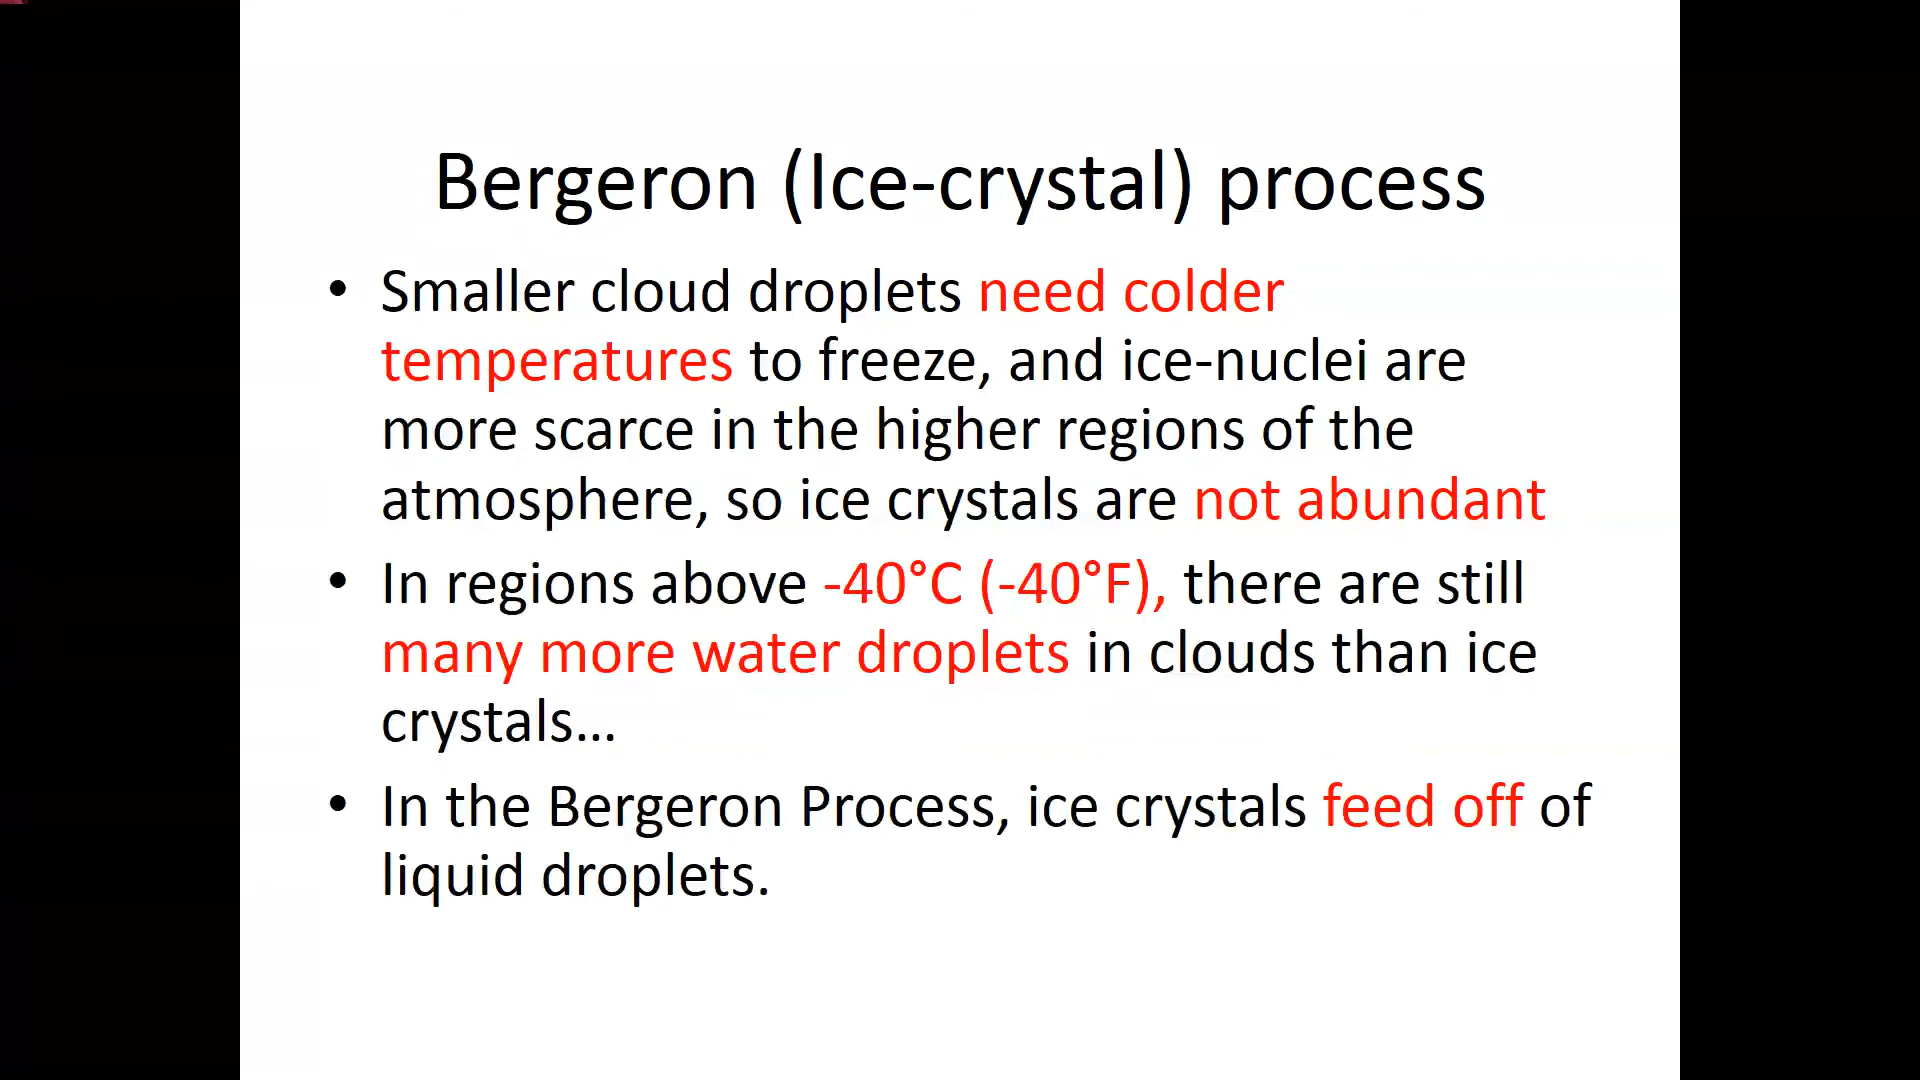 Bergeron (Ice-crystal) process
• Smaller cloud droplets need colder
temperatures to freeze, and ice-nuclei are
more scarce in the higher regions of the
atmosphere, so ice crystals are not abundant
• In regions above -40°C (-40°F), there are still
many more water droplets in clouds than ice
crystals…
• In the Bergeron Process, ice crystals feed off of
liquid droplets.